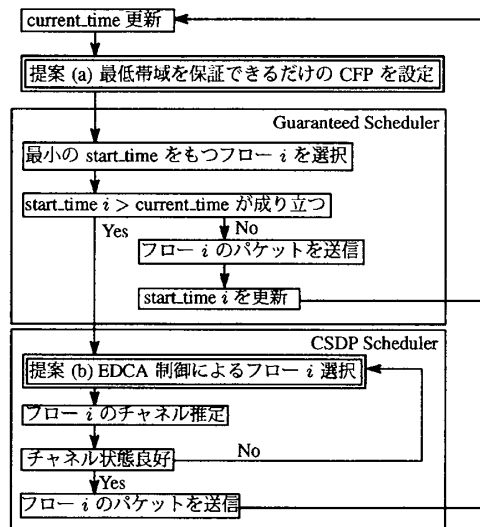 current_time 更新
提案 (a) 最低帯域を保証できるだけの CFP を設定
Guaranteed Scheduler
最小の start_time をもつフロー i を選択
start_time i > current_time が成り立つ
Yes
No
フロー i のパケットを送信
start_time i を更新
CSDP Scheduler
提案 (b) EDCA 制御によるフロー i 選択
フロー i のチャネル推定
チャネル状態良好
No
Yes
フロー i のパケットを送信